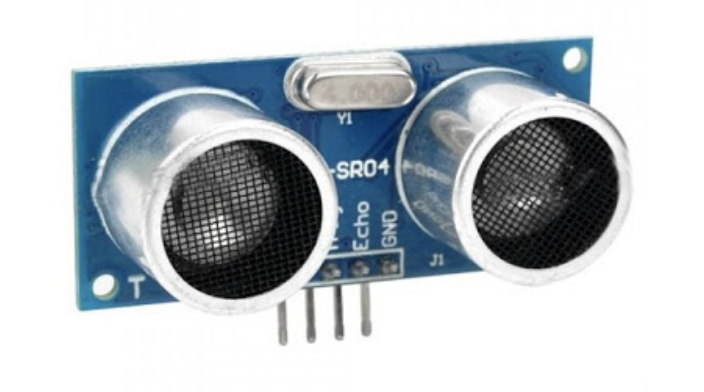 4.000
Y1
-SR04
Echo
GND
J1
T